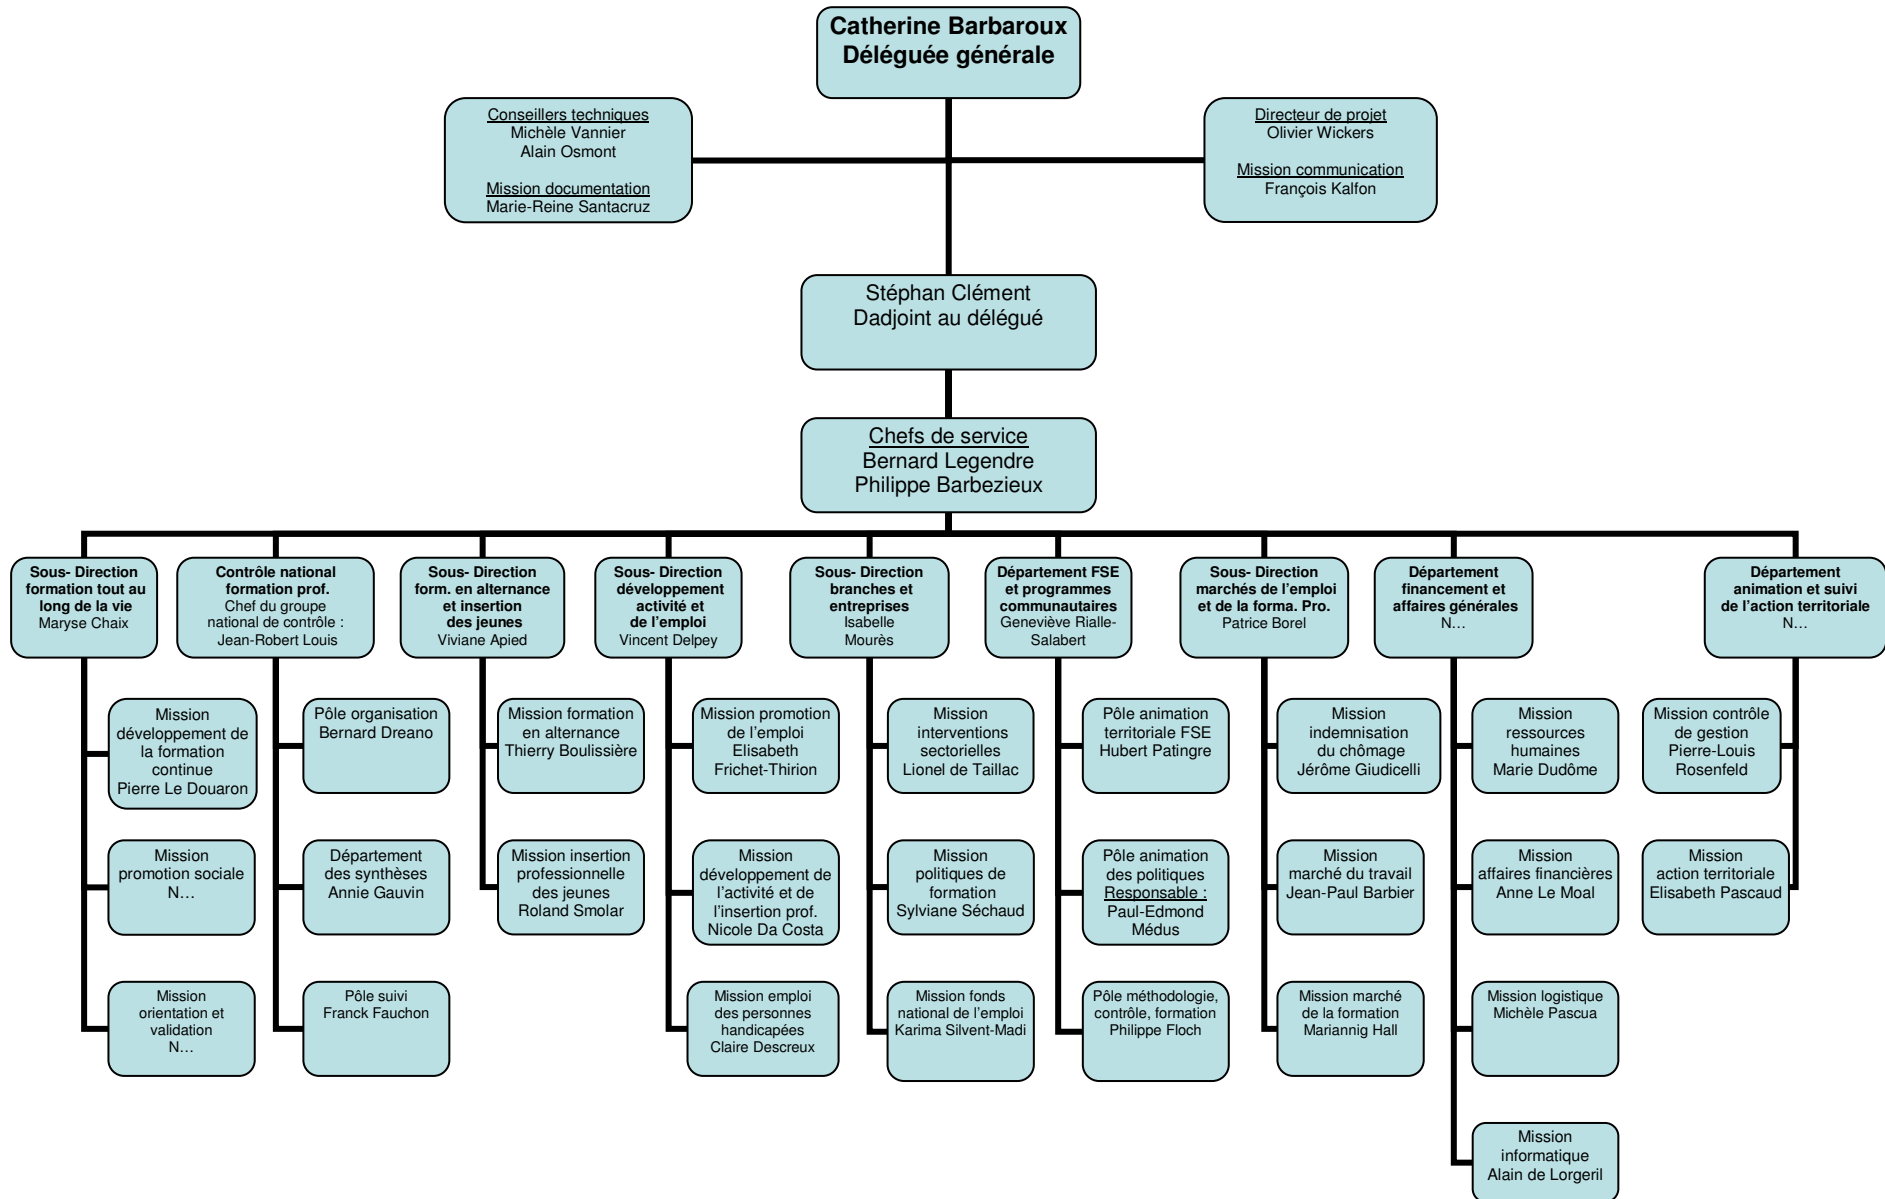 Catherine Barbaroux
Déléguée générale
Conseillers techniques
Michèle Vannier
Alain Osmont
Mission documentation
Marie-Reine Santacruz
Directeur de projet
Olivier Wickers
Mission communication
François Kalfon
Stéphan Clément
Dadjoint au délégué
Chefs de service
Bernard Legendre
Philippe Barbezieux
Sous- Direction
formation tout au
long de la vie
Maryse Chaix
Contrôle national
formation prof.
Chef du groupe
national de contrôle :
Jean-Robert Louis
Sous- Direction
form. en alternance
et insertion
des jeunes
Viviane Apied
Sous- Direction
développement
activité et
de l'emploi
Vincent Delpey
Sous- Direction
branches et
entreprises
Isabelle
Mourès
Département FSE
et programmes
communautaires
Geneviève Rialle-
Salabert
Sous- Direction
marchés de l'emploi
et de la forma. Pro.
Patrice Borel
Département
financement et
affaires générales
N…
Département
animation et suivi
de l'action territoriale
N…
Mission
développement de
la formation
continue
Pierre Le Douaron
Pôle organisation
Bernard Dreano
Mission formation
en alternance
Thierry Boulissière
Mission promotion
de l'emploi
Elisabeth
Frichet-Thirion
Mission
interventions
sectorielles
Lionel de Taillac
Pôle animation
territoriale FSE
Hubert Patingre
Mission
indemnisation
du chômage
Jérôme Giudicelli
Mission
ressources
humaines
Marie Dudôme
Mission contrôle
de gestion
Pierre-Louis
Rosenfeld
Mission
promotion sociale
N…
Département
des synthèses
Annie Gauvin
Mission insertion
professionnelle
des jeunes
Roland Smolar
Mission
développement de
l'activité et de
l'insertion prof.
Nicole Da Costa
Mission
politiques de
formation
Sylviane Séchaud
Pôle animation
des politiques
Responsable :
Paul-Edmond
Médus
Mission
marché du travail
Jean-Paul Barbier
Mission
affaires financières
Anne Le Moal
Mission
action territoriale
Elisabeth Pascaud
Mission
orientation et
validation
N…
Pôle suivi
Franck Fauchon
Mission emploi
des personnes
handicapées
Claire Descreux
Mission fonds
national de l'emploi
Karima Silvent-Madi
Pôle méthodologie,
contrôle, formation
Philippe Floch
Mission marché
de la formation
Mariannig Hall
Mission logistique
Michèle Pascua
Mission
informatique
Alain de Lorgeril